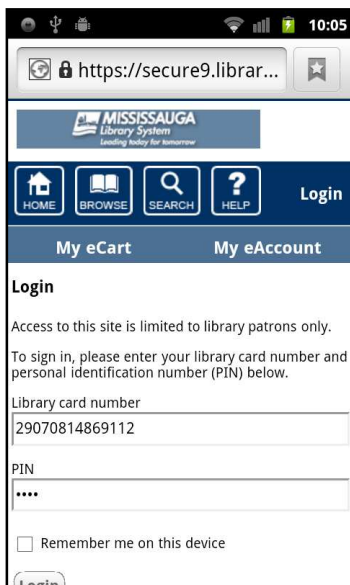 10:05
https://secure9.librar...
MISSISSAUGA
Library System
Leading today for tomorrow
HOME BROWSE SEARCH ? HELP Login
My eCart My eAccount
Login
Access to this site is limited to library patrons only.
To sign in, please enter your library card number and
personal identification number (PIN) below.
Library card number
29070814869112
PIN
••••
Remember me on this device
Login